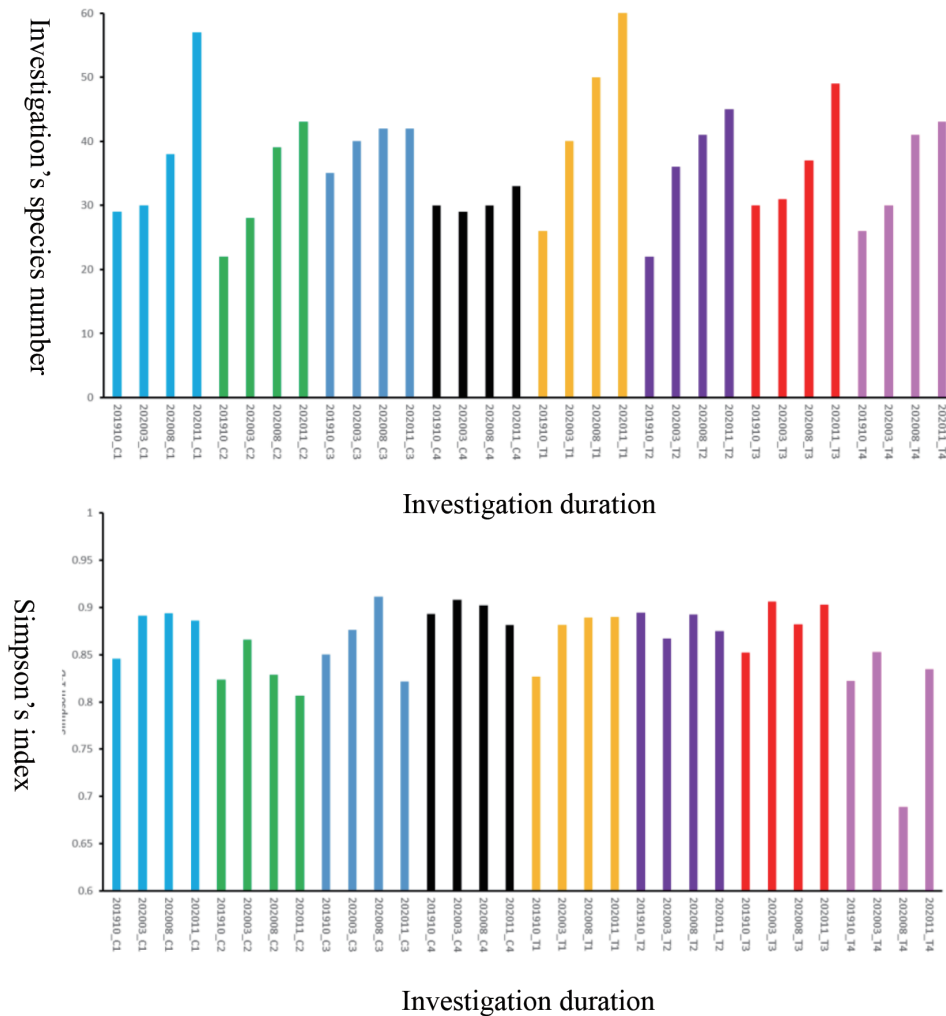 Investigation's species number
60
50
40
30
20
10
0
201910_C1
202003_C1
202008_C1
202011_C1
201910_C2
202003_C2
202008_C2
202011_C2
201910_C3
202003_C3
202008_C3
202011_C3
201910_C4
202003_C4
202008_C4
202011_C4
201910_T1
202003_T1
202008_T1
202011_T1
201910_T2
202003_T2
202008_T2
202011_T2
201910_T3
202003_T3
202008_T3
202011_T3
201910_T4
202003_T4
202008_T4
202011_T4
Investigation duration
Simpson's index
1
0.95
0.9
0.85
0.8
0.75
0.7
0.65
0.6
201910_C1
202003_C1
202008_C1
202011_C1
201910_C2
202003_C2
202008_C2
202011_C2
201910_C3
202003_C3
202008_C3
202011_C3
201910_C4
202003_C4
202008_C4
202011_C4
201910_T1
202003_T1
202008_T1
202011_T1
201910_T2
202003_T2
202008_T2
202011_T2
201910_T3
202003_T3
202008_T3
202011_T3
201910_T4
202003_T4
202008_T4
202011_T4
Investigation duration